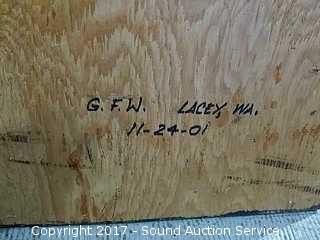 G.F.W. LACEY, WA.
11-24-01
Copyright 2017 - Sound Auction Service